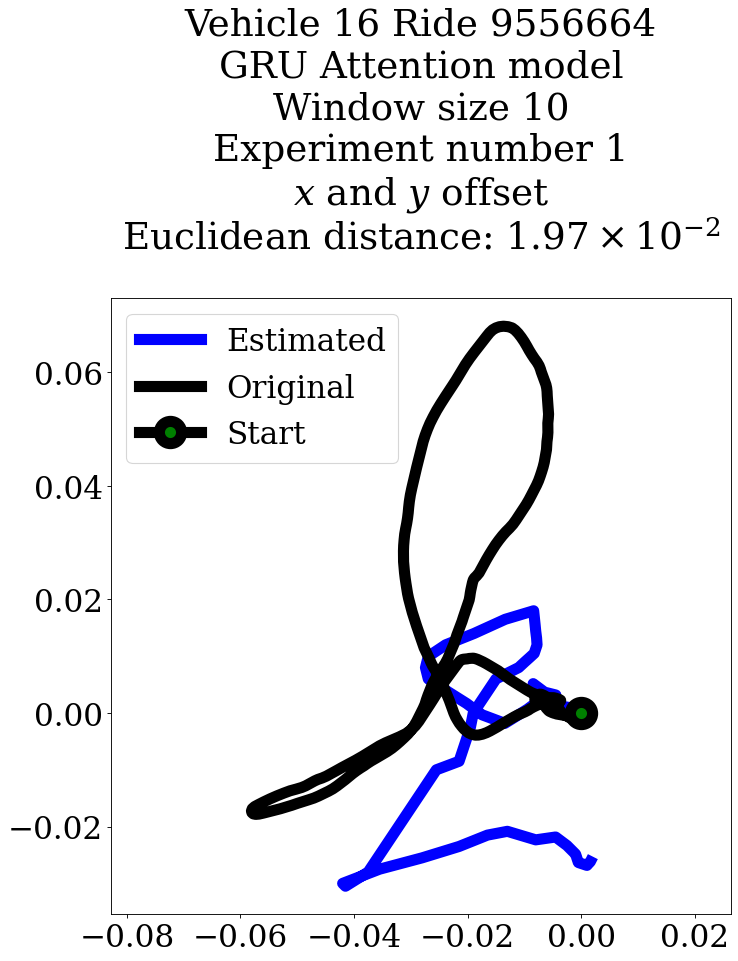 Vehicle 16 Ride 9556664
GRU Attention model
Window size 10
Experiment number 1
x and y offset
Euclidean distance: 1.97 × 10⁻²
Estimated
Original
Start
0.06
0.04
0.02
0.00
−0.02
−0.08 −0.06 −0.04 −0.02 0.00 0.02